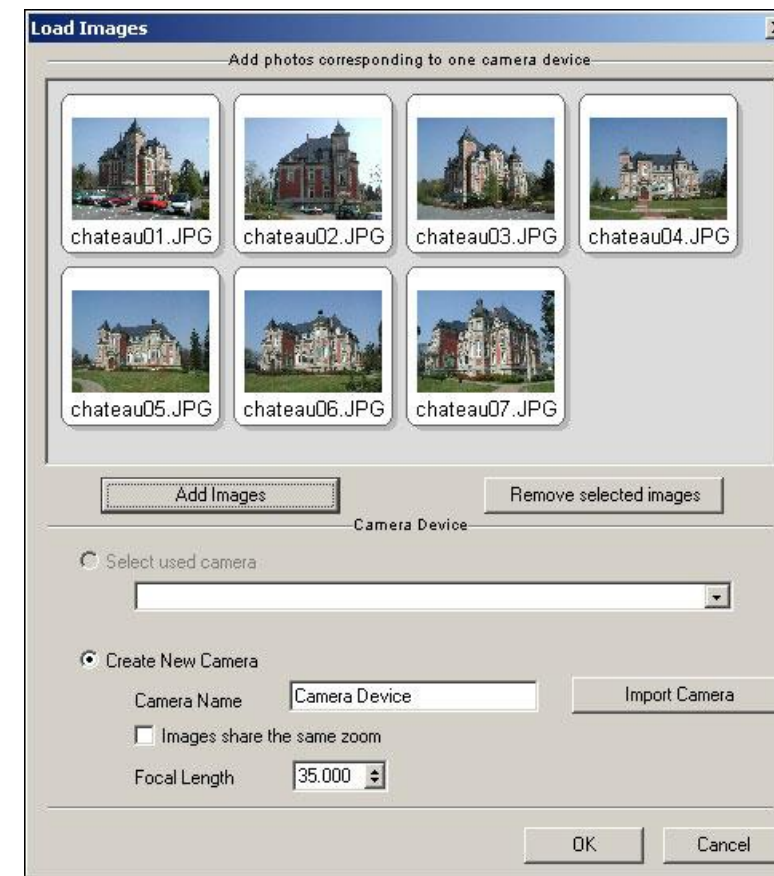 Load Images
Add photos corresponding to one camera device
chateau01.JPG chateau02.JPG chateau03.JPG chateau04.JPG
chateau05.JPG chateau06.JPG chateau07.JPG
Add Images Remove selected images
Camera Device
Select used camera
Create New Camera
Camera Name Camera Device Import Camera
Images share the same zoom
Focal Length 35.000
OK Cancel